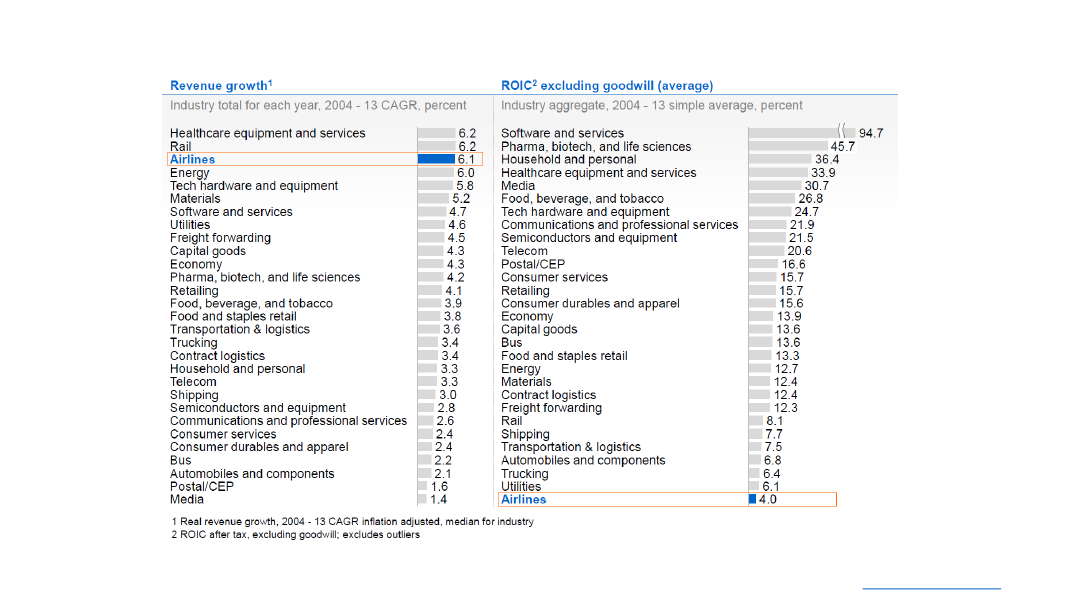 Revenue growth1
Industry total for each year, 2004 - 13 CAGR, percent
Healthcare equipment and services 6.2
Rail 6.2
Airlines 6.1
Energy 6.0
Tech hardware and equipment 5.8
Materials 5.2
Software and services 4.7
Utilities 4.6
Freight forwarding 4.5
Capital goods 4.3
Economy 4.3
Pharma, biotech, and life sciences 4.2
Retailing 4.1
Food, beverage, and tobacco 3.9
Food and staples retail 3.8
Transportation & logistics 3.6
Trucking 3.4
Contract logistics 3.4
Household and personal 3.3
Telecom 3.3
Shipping 3.0
Semiconductors and equipment 2.8
Communications and professional services 2.6
Consumer services 2.4
Consumer durables and apparel 2.4
Bus 2.2
Automobiles and components 2.1
Postal/CEP 1.6
Media 1.4
ROIC2 excluding goodwill (average)
Industry aggregate, 2004 - 13 simple average, percent
Software and services 94.7
Pharma, biotech, and life sciences 45.7
Household and personal 36.4
Healthcare equipment and services 33.9
Media 30.7
Food, beverage, and tobacco 26.8
Tech hardware and equipment 24.7
Communications and professional services 21.9
Semiconductors and equipment 21.5
Telecom 20.6
Postal/CEP 16.6
Consumer services 15.7
Retailing 15.7
Consumer durables and apparel 15.6
Economy 13.9
Capital goods 13.6
Bus 13.6
Food and staples retail 13.3
Energy 12.7
Materials 12.4
Contract logistics 12.4
Freight forwarding 12.3
Rail 8.1
Shipping 7.7
Transportation & logistics 7.5
Automobiles and components 6.8
Trucking 6.4
Utilities 6.1
Airlines 4.0
1 Real revenue growth, 2004 - 13 CAGR inflation adjusted, median for industry
2 ROIC after tax, excluding goodwill; excludes outliers